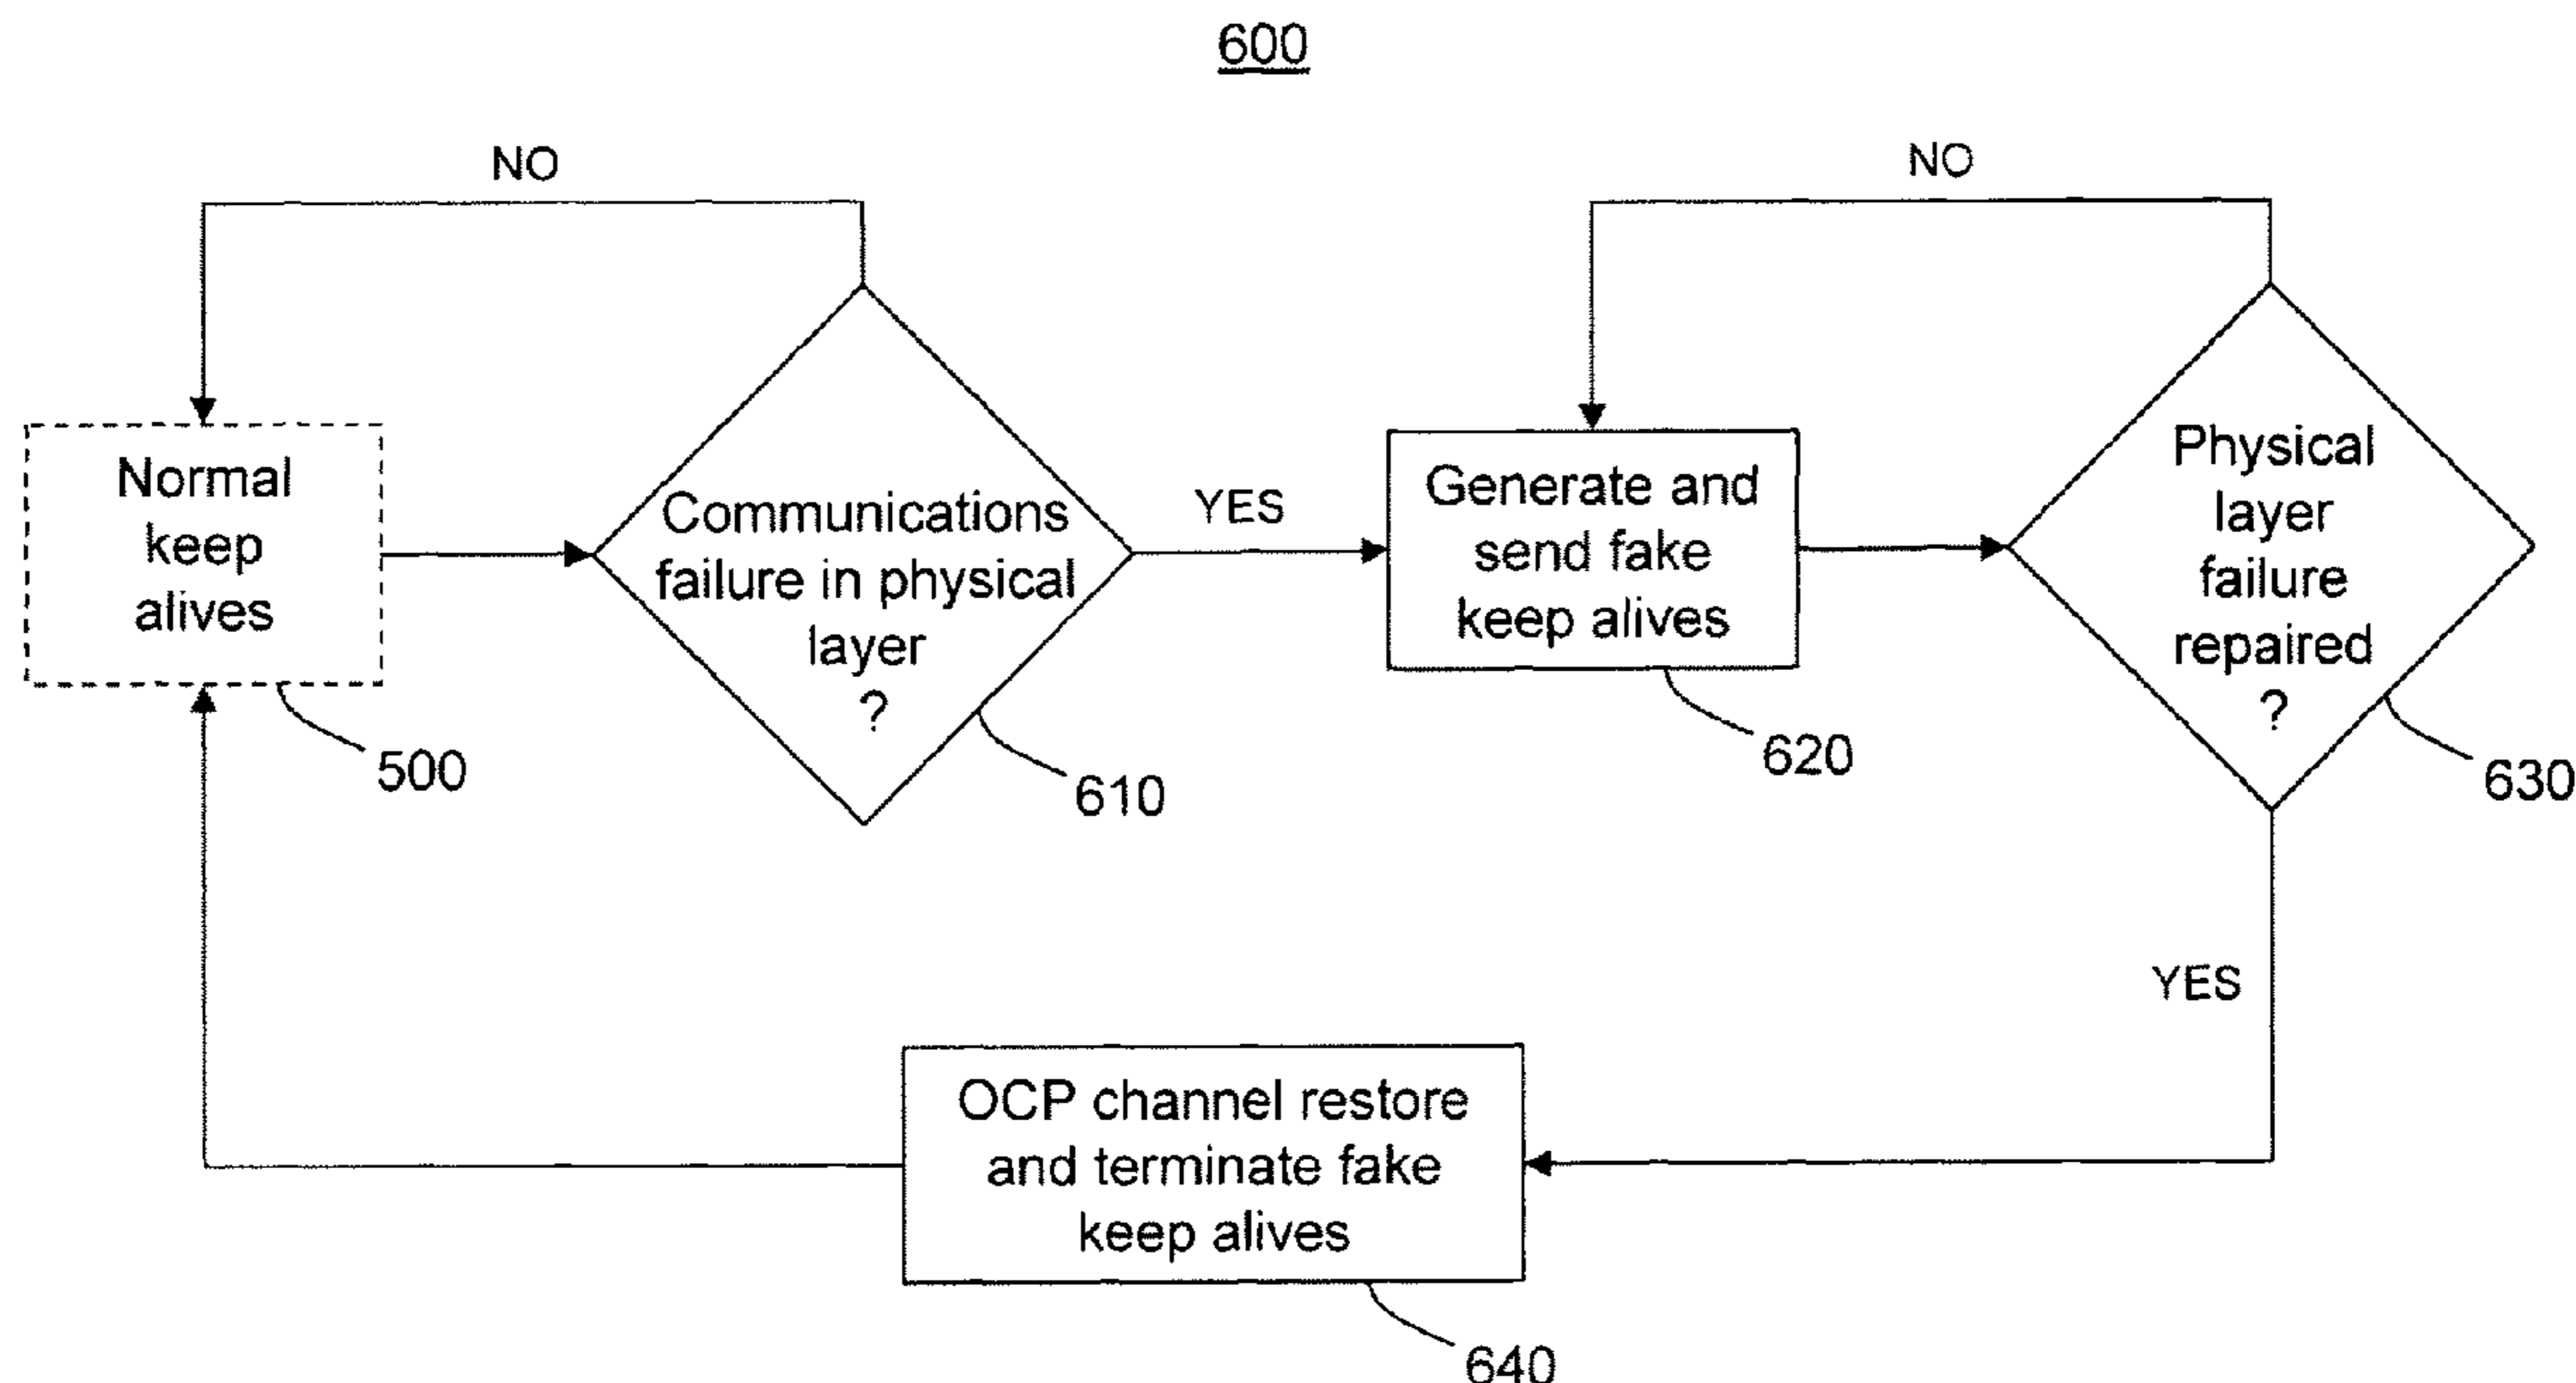 600
NO
NO
Normal
keep
alives
500
Communications
failure in physical
layer
?
610
YES
Generate and
send fake
keep alives
620
Physical
layer
failure
repaired
?
630
YES
OCP channel restore
and terminate fake
keep alives
640